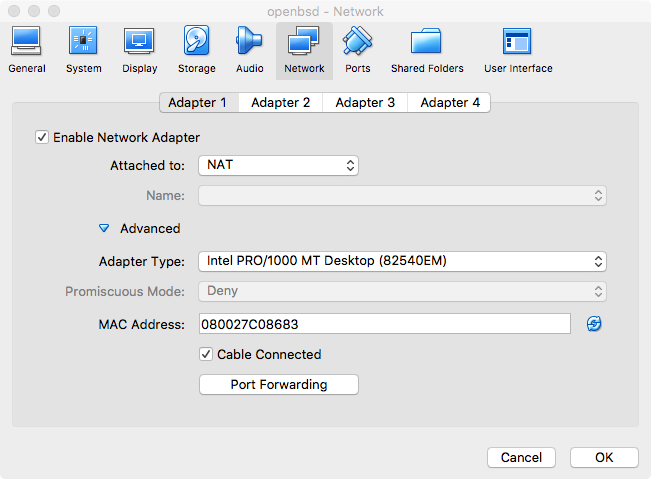 openbsd - Network
General System Display Storage Audio Network Ports Shared Folders User Interface
Adapter 1 Adapter 2 Adapter 3 Adapter 4
Enable Network Adapter
Attached to: NAT
Name:
Advanced
Adapter Type: Intel PRO/1000 MT Desktop (82540EM)
Promiscuous Mode: Deny
MAC Address: 080027C08683
Cable Connected
Port Forwarding
Cancel OK